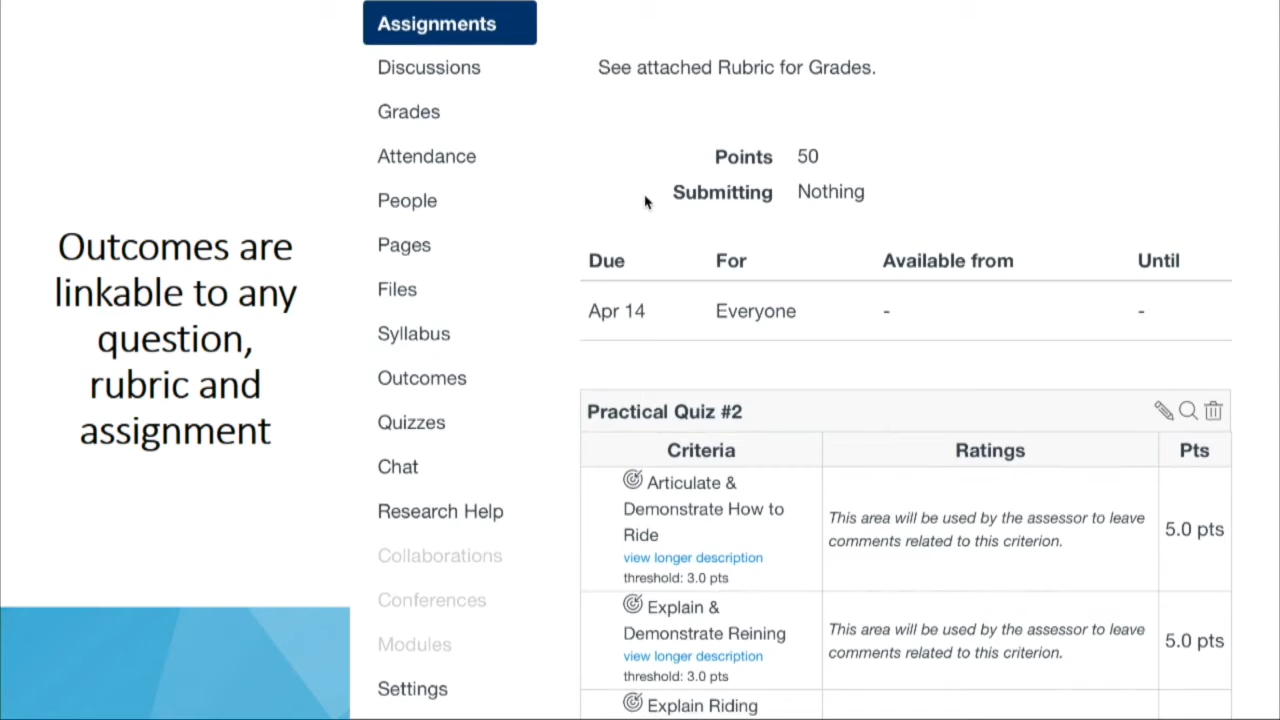 Outcomes are
linkable to any
question,
rubric and
assignment
Assignments
Discussions
Grades
Attendance
People
Pages
Files
Syllabus
Outcomes
Quizzes
Chat
Research Help
Collaborations
Conferences
Modules
Settings
See attached Rubric for Grades.
Points 50
Submitting Nothing
Due For Available from Until
Apr 14 Everyone - -
Practical Quiz #2
Criteria Ratings Pts
Articulate &
Demonstrate How to
Ride
view longer description
threshold: 3.0 pts
This area will be used by the assessor to leave
comments related to this criterion.
5.0 pts
Explain &
Demonstrate Reining
view longer description
threshold: 3.0 pts
This area will be used by the assessor to leave
comments related to this criterion.
5.0 pts
Explain Riding